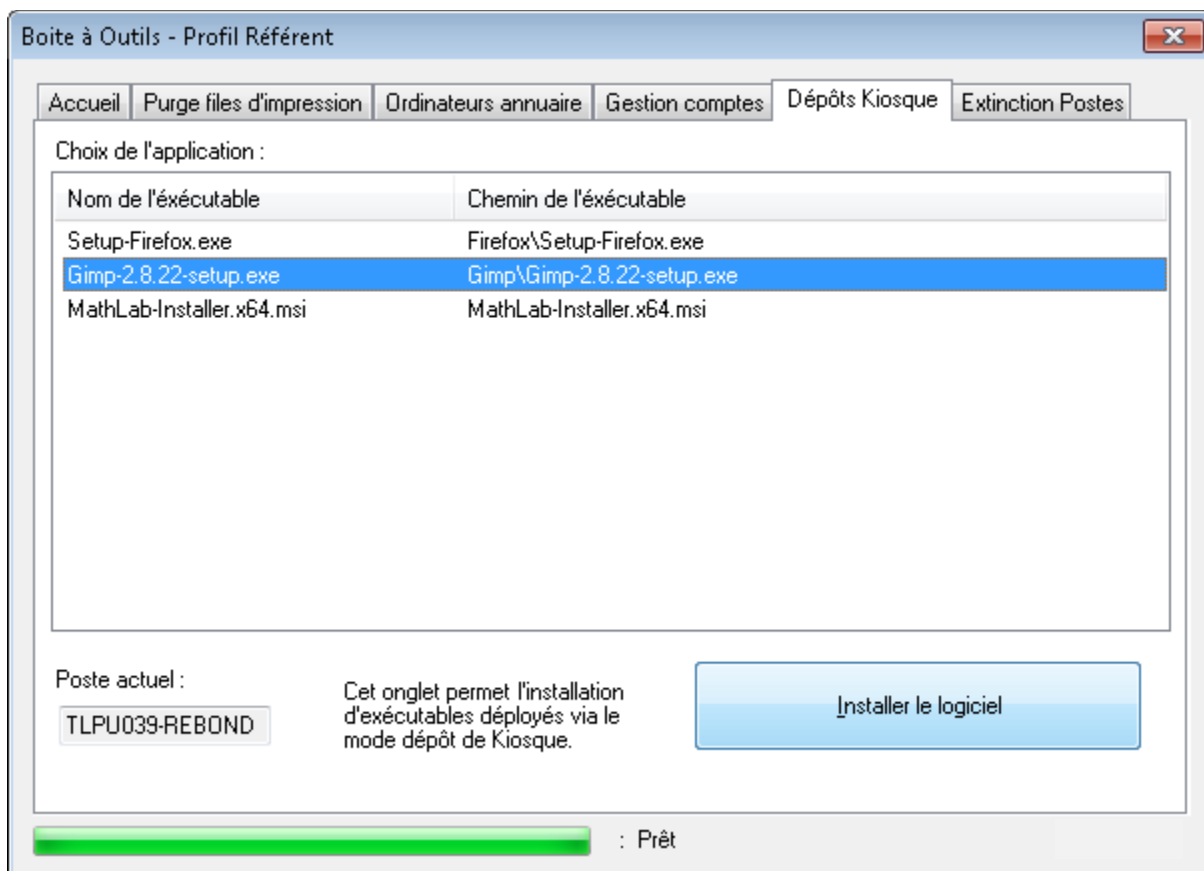 Boite à Outils - Profil Référent
Accueil Purge files d'impression Ordinateurs annuaire Gestion comptes Dépôts Kiosque Extinction Postes
Choix de l'application :
Nom de l'éxécutable Chemin de l'éxécutable
Setup-Firefox.exe Firefox\Setup-Firefox.exe
Gimp-2.8.22-setup.exe Gimp\Gimp-2.8.22-setup.exe
MathLab-Installer.x64.msi MathLab-Installer.x64.msi
Poste actuel :
TLPU039-REBOND
Cet onglet permet l'installation
d'exécutables déployés via le
mode dépôt de Kiosque.
Installer le logiciel
: Prêt